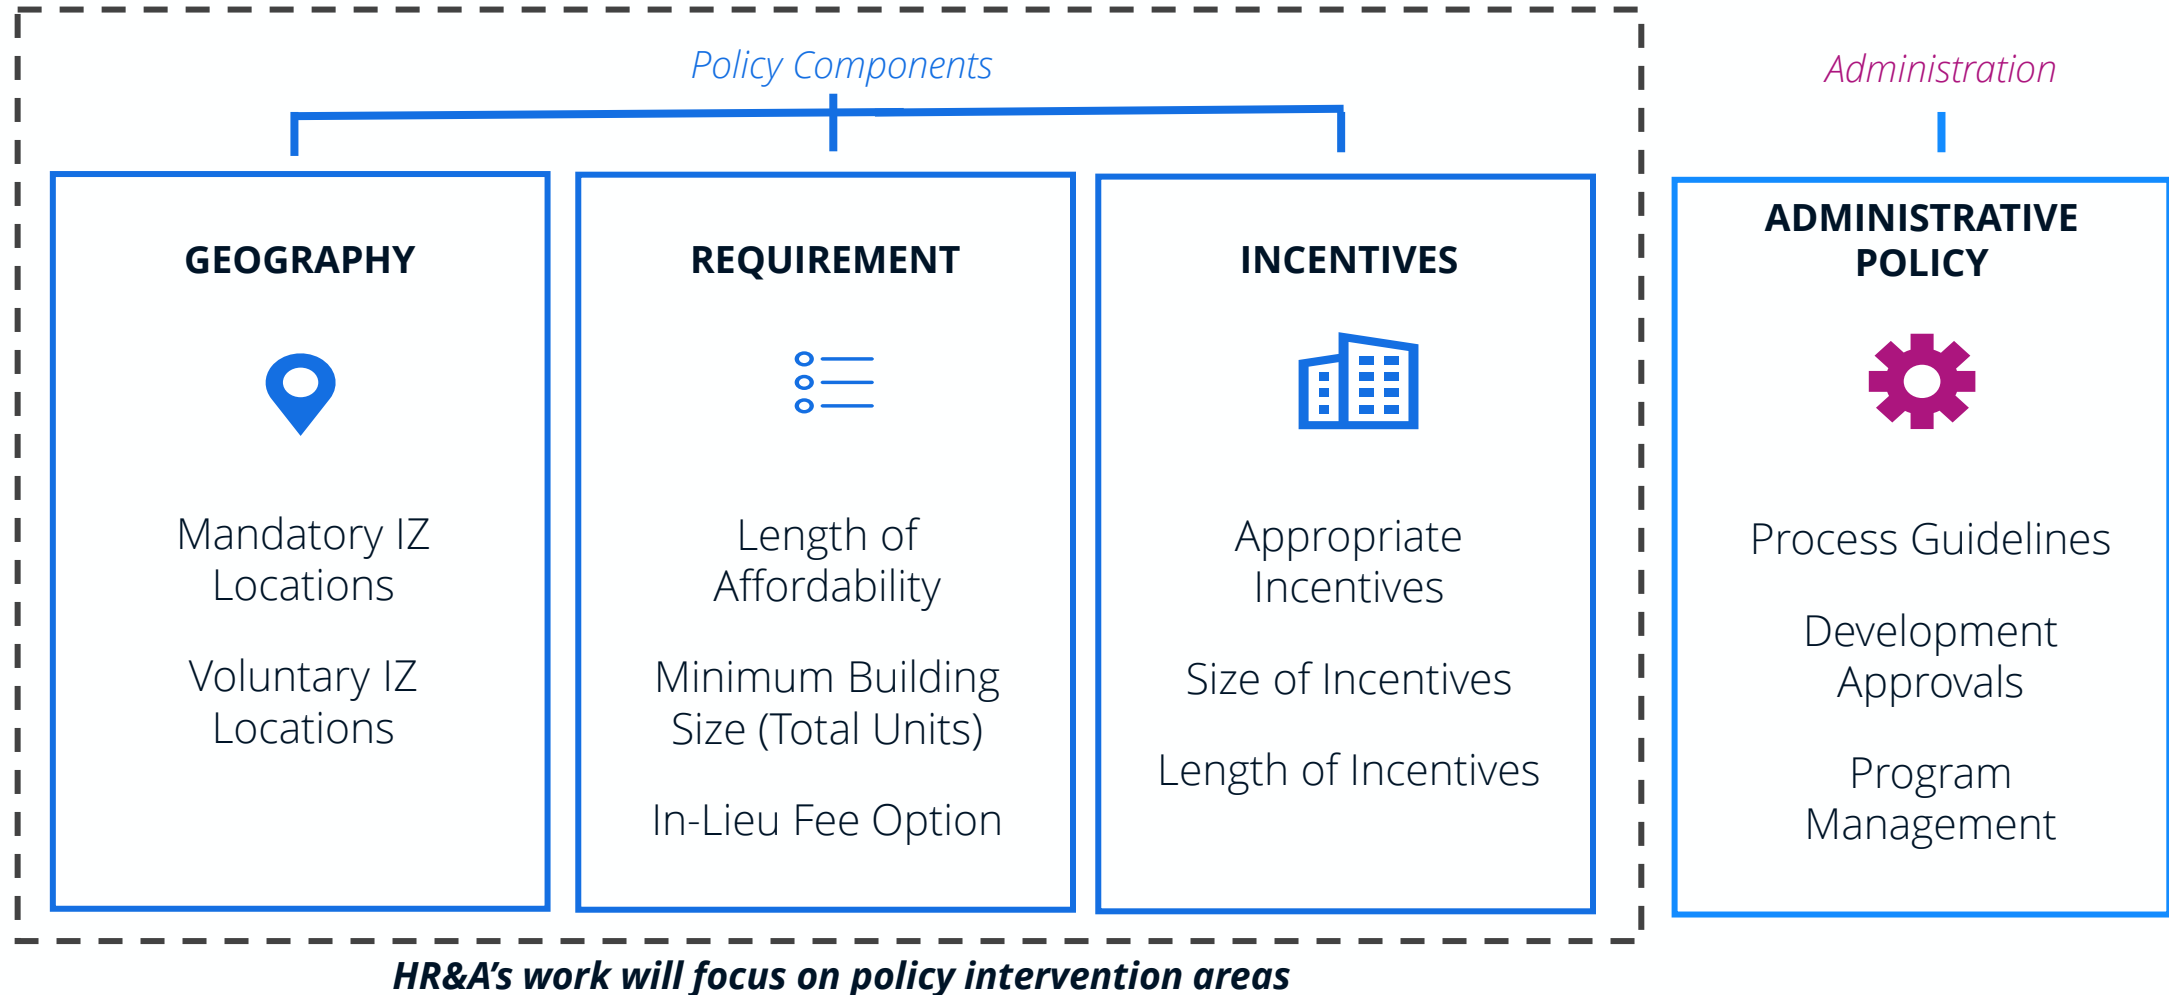 Policy Components
Administration
GEOGRAPHY
Mandatory IZ
Locations
Voluntary IZ
Locations
REQUIREMENT
Length of
Affordability
Minimum Building
Size (Total Units)
In-Lieu Fee Option
INCENTIVES
Appropriate
Incentives
Size of Incentives
Length of Incentives
ADMINISTRATIVE
POLICY
Process Guidelines
Development
Approvals
Program
Management
HR&A’s work will focus on policy intervention areas